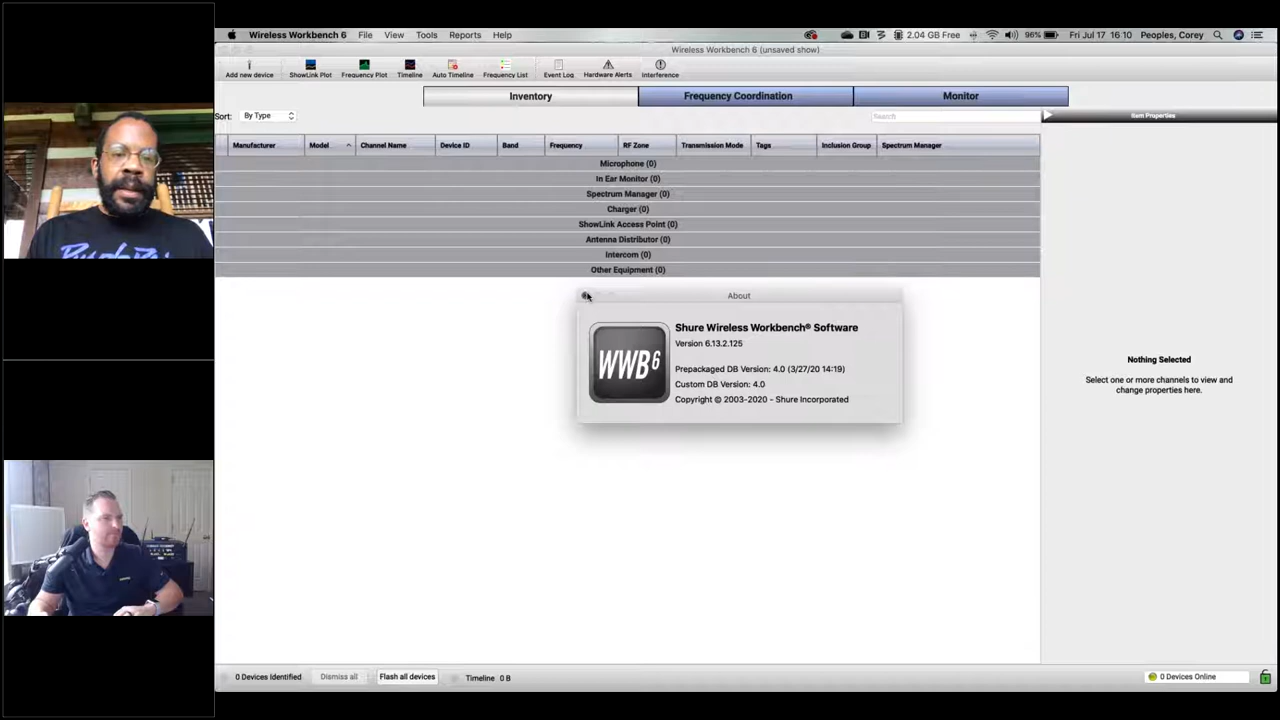 Wireless Workbench 6 File View Tools Reports Help 2.04 GB Free 96% Fri Jul 17 16:10 Peoples, Corey
Wireless Workbench 6 (unsaved show)
Add new device ShowLink Plot Frequency Plot Timeline Auto Timeline Frequency List Event Log Hardware Alerts Interference
Inventory Frequency Coordination Monitor
Sort: By Type Search Item Properties
Manufacturer Model Channel Name Device ID Band Frequency RF Zone Transmission Mode Tags Inclusion Group Spectrum Manager
Microphone (0)
In Ear Monitor (0)
Spectrum Manager (0)
Charger (0)
ShowLink Access Point (0)
Antenna Distributor (0)
Intercom (0)
Other Equipment (0)
About
WWB6
Shure Wireless Workbench® Software
Version 6.13.2.125
Prepackaged DB Version: 4.0 (3/27/20 14:19)
Custom DB Version: 4.0
Copyright © 2003-2020 - Shure Incorporated
Nothing Selected
Select one or more channels to view and
change properties here.
0 Devices Identified Dismiss all Flash all devices Timeline 0 B 0 Devices Online